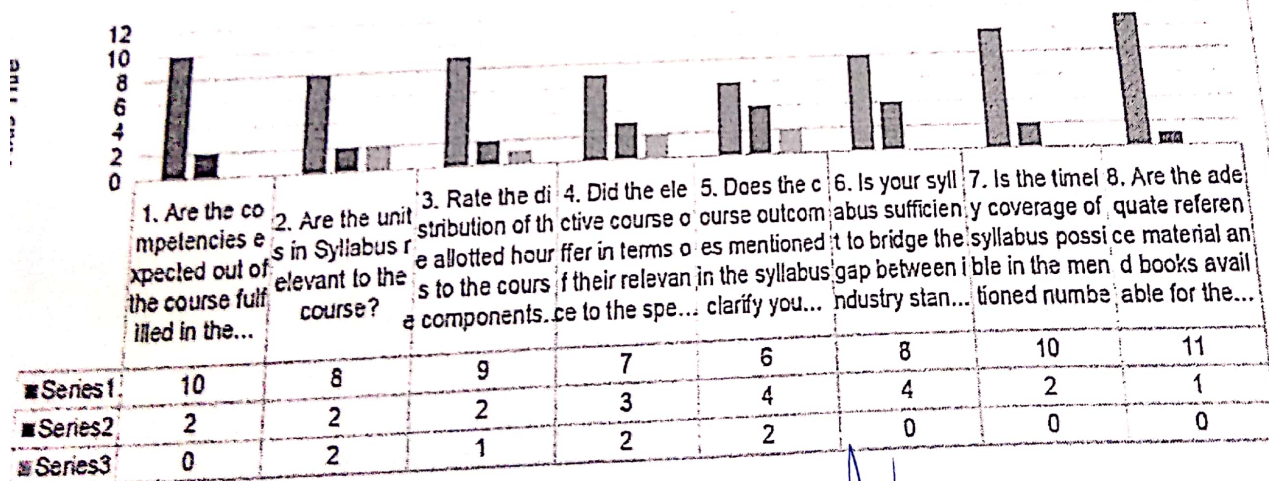 12
10
8
6
4
2
0
1. Are the co
mpetencies e
xpected out of
the course fulf
illed in the...
2. Are the unit
s in Syllabus r
elevant to the
course?
3. Rate the di
stribution of th
e allotted hour
s to the cours
e components...
4. Did the ele
ctive course o
ffer in terms o
f their relevan
ce to the spe...
5. Does the c
ourse outcom
es mentioned
in the syllabus
clarify you...
6. Is your syll
abus sufficien
t to bridge the
gap between i
ndustry stan...
7. Is the timel
y coverage of
syllabus possi
ble in the men
tioned numbe
8. Are the ade
quate referen
ce material an
d books avail
able for the...
Series1 10 8 9 7 6 8 10 11
Series2 2 2 2 3 4 4 2 1
Series3 0 2 1 2 2 0 0 0